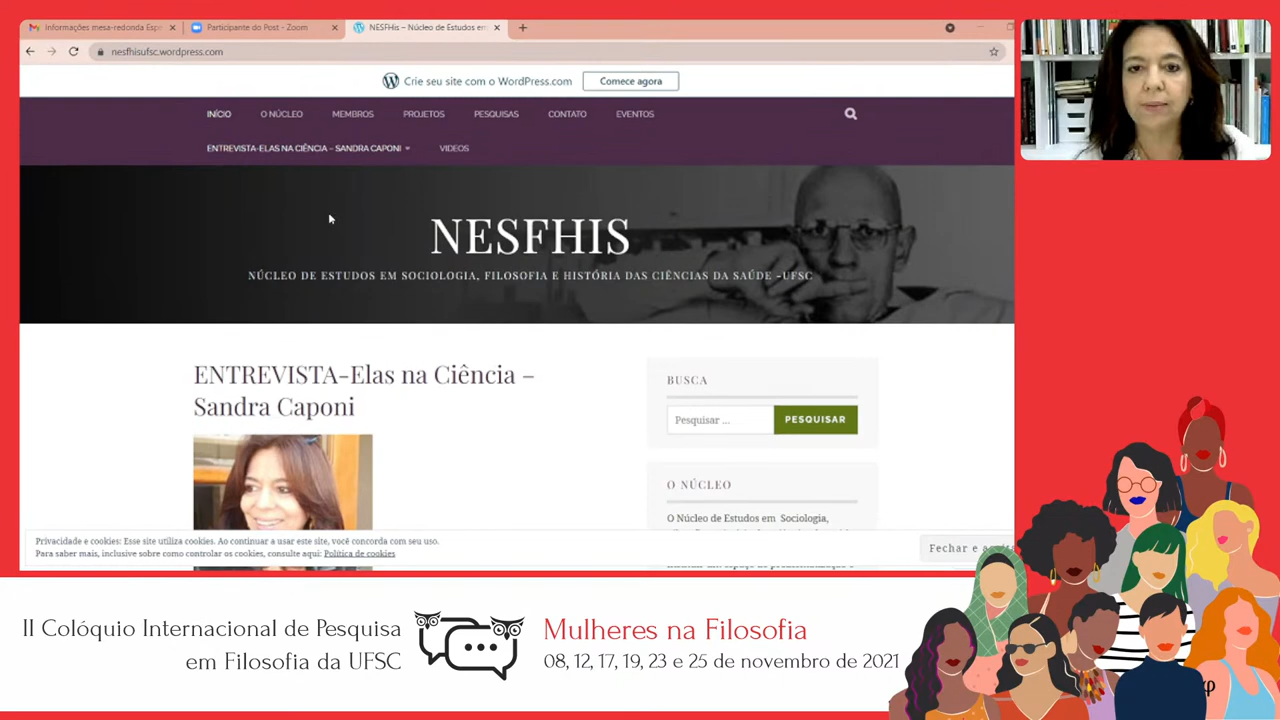 Informações mesa-redonda Espe
Participante do Post - Zoom
NESFHis – Núcleo de Estudos em
nesfhisufsc.wordpress.com
Crie seu site com o WordPress.com
Comece agora
INÍCIO O NÚCLEO MEMBROS PROJETOS PESQUISAS CONTATO EVENTOS
ENTREVISTA-ELAS NA CIÊNCIA – SANDRA CAPONI VIDEOS
NESFHIS
NÚCLEO DE ESTUDOS EM SOCIOLOGIA, FILOSOFIA E HISTÓRIA DAS CIÊNCIAS DA SAÚDE -UFSC
ENTREVISTA-Elas na Ciência –
Sandra Caponi
BUSCA
Pesquisar ... PESQUISAR
O NÚCLEO
O Núcleo de Estudos em Sociologia,
Privacidade e cookies: Esse site utiliza cookies. Ao continuar a usar este site, você concorda com seu uso.
Para saber mais, inclusive sobre como controlar os cookies, consulte aqui: Política de cookies
Fechar e
II Colóquio Internacional de Pesquisa
em Filosofia da UFSC
Mulheres na Filosofia
08, 12, 17, 19, 23 e 25 de novembro de 2021
φ